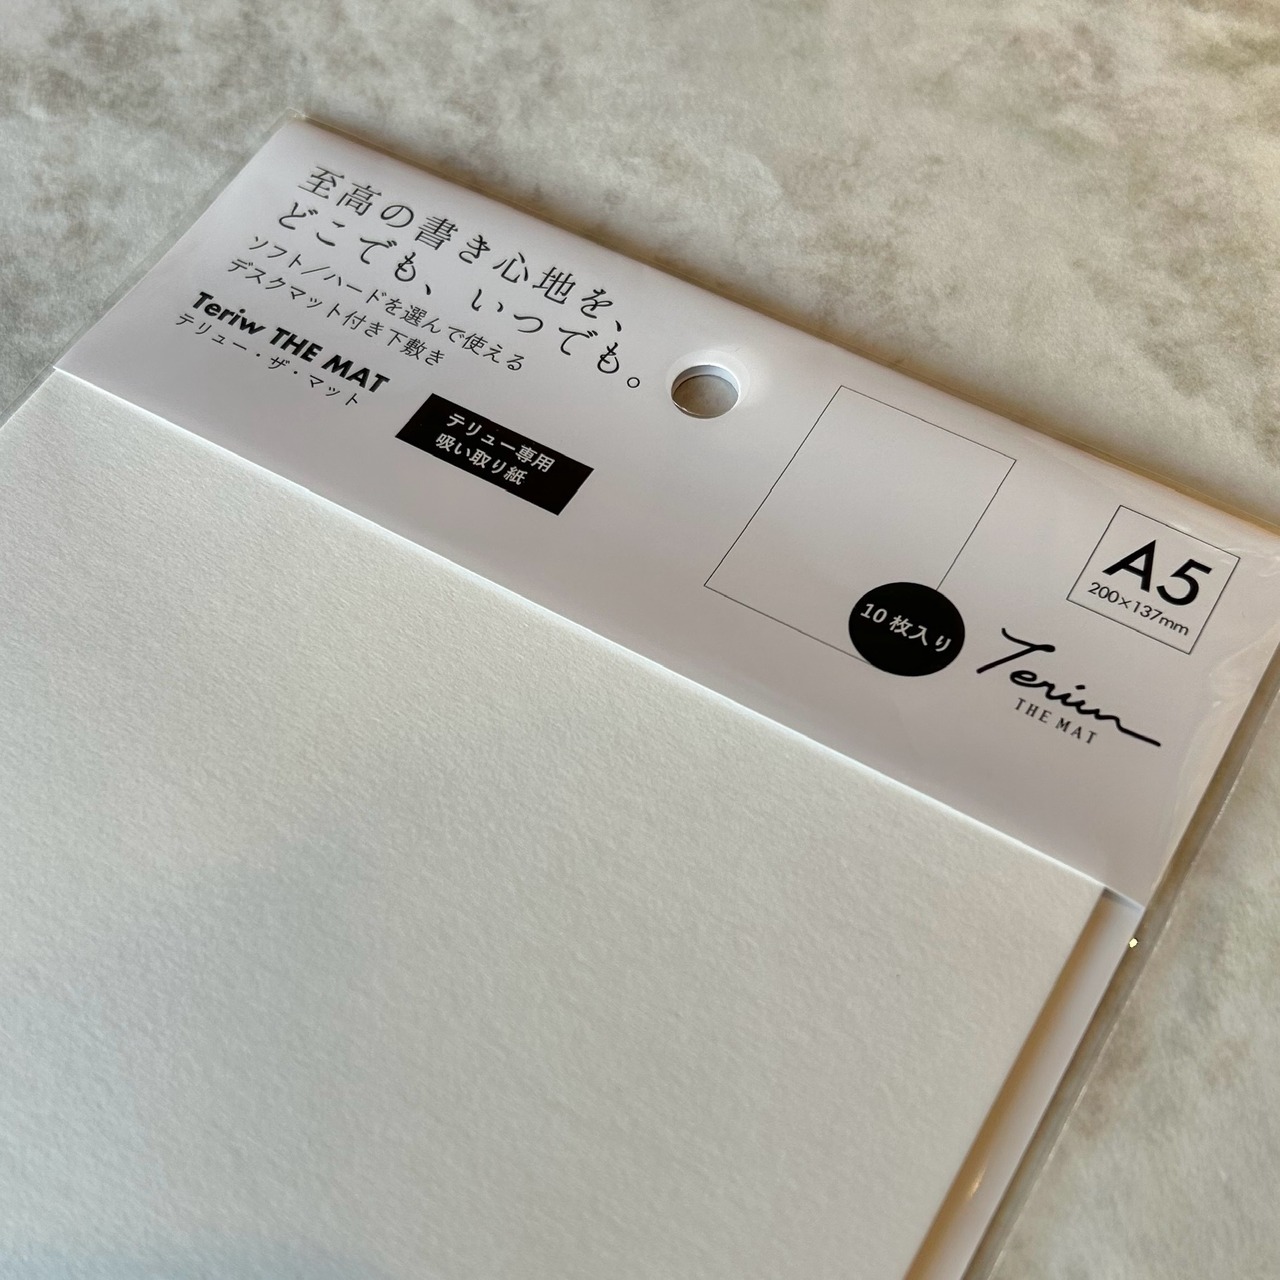 至高の書き心地を、
どこでも、いつでも。
ソフト／ハードを選んで使える
デスクマット付き下敷き
Teriw THE MAT
テリュー・ザ・マット
テリュー専用
吸い取り紙
10枚入り
A5
200×137mm
Teriw
THE MAT